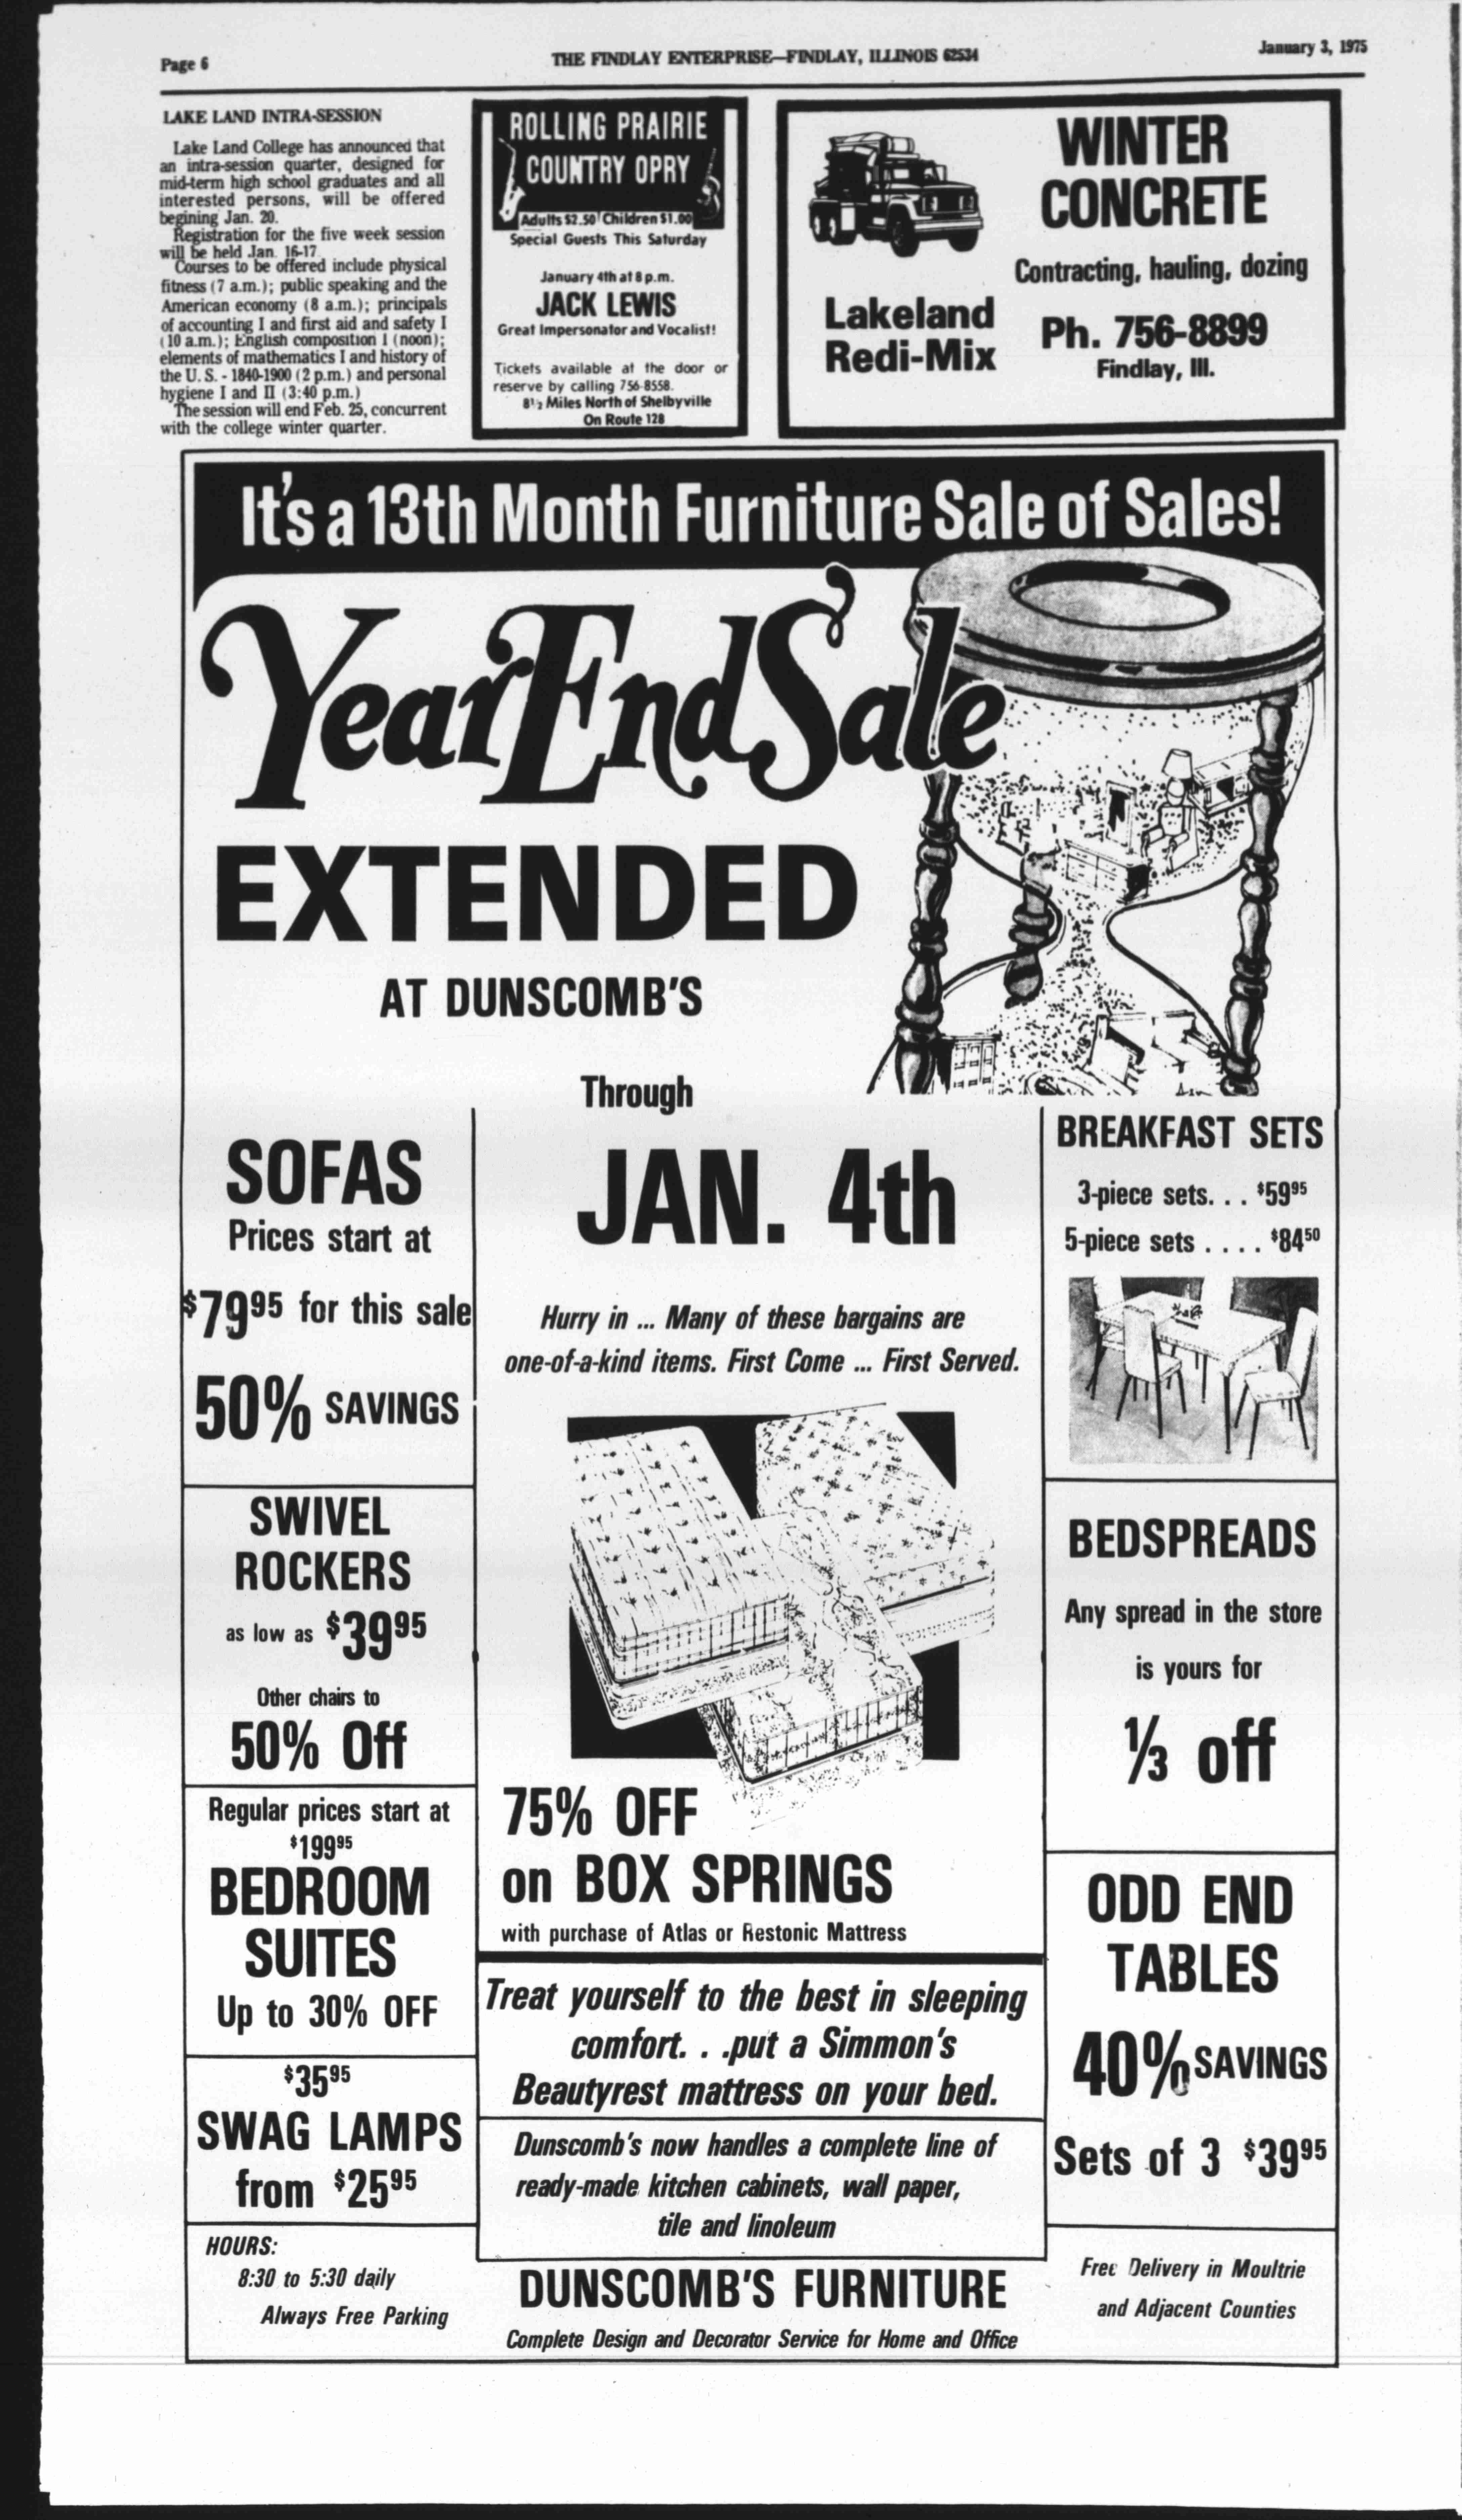 Page 6
THE FINDLAY ENTERPRISE—FINDLAY, ILLINOIS 62534
January 3, 1975
LAKE LAND INTRA-SESSION
Lake Land College has announced that
an intra-session quarter, designed for
mid-term high school graduates and all
interested persons, will be offered
begining Jan. 20.
Registration for the five week session
will be held Jan. 16-17.
Courses to be offered include physical
fitness (7 a.m.); public speaking and the
American economy (8 a.m.); principals
of accounting I and first aid and safety I
(10 a.m.); English composition I (noon);
elements of mathematics I and history of
the U. S. - 1840-1900 (2 p.m.) and personal
hygiene I and II (3:40 p.m.)
The session will end Feb. 25, concurrent
with the college winter quarter.
ROLLING PRAIRIE
COUNTRY OPRY
Adults $2.50 Children $1.00
Special Guests This Saturday
January 4th at 8 p.m.
JACK LEWIS
Great Impersonator and Vocalist!
Tickets available at the door or
reserve by calling 756-8558.
8½ Miles North of Shelbyville
On Route 128
WINTER
CONCRETE
Contracting, hauling, dozing
Lakeland
Redi-Mix
Ph. 756-8899
Findlay, Ill.
It's a 13th Month Furniture Sale of Sales!
Year End Sale
EXTENDED
AT DUNSCOMB'S
Through
JAN. 4th
Hurry in ... Many of these bargains are
one-of-a-kind items. First Come ... First Served.
SOFAS
Prices start at
$79⁹⁵ for this sale
50% SAVINGS
SWIVEL
ROCKERS
as low as $39⁹⁵
Other chairs to
50% Off
Regular prices start at
$199⁹⁵
BEDROOM
SUITES
Up to 30% OFF
$35⁹⁵
SWAG LAMPS
from $25⁹⁵
HOURS:
8:30 to 5:30 daily
Always Free Parking
75% OFF
on BOX SPRINGS
with purchase of Atlas or Restonic Mattress
Treat yourself to the best in sleeping
comfort. . .put a Simmon's
Beautyrest mattress on your bed.
Dunscomb's now handles a complete line of
ready-made kitchen cabinets, wall paper,
tile and linoleum
DUNSCOMB'S FURNITURE
Complete Design and Decorator Service for Home and Office
BREAKFAST SETS
3-piece sets. . . $59⁹⁵
5-piece sets . . . . $84⁵⁰
BEDSPREADS
Any spread in the store
is yours for
⅓ off
ODD END
TABLES
40% SAVINGS
Sets of 3 $39⁹⁵
Free Delivery in Moultrie
and Adjacent Counties